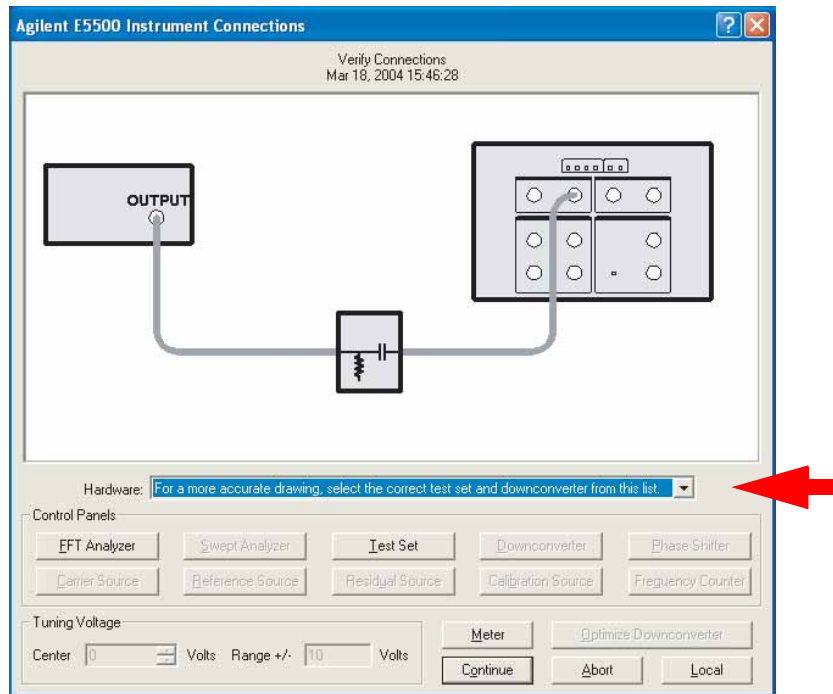 Agilent E5500 Instrument Connections
Verify Connections
Mar 18, 2004 15:46:28
OUTPUT
Hardware: For a more accurate drawing, select the correct test set and downconverter from this list.
Control Panels
FFT Analyzer Swept Analyzer Test Set Downconverter Phase Shifter
Carrier Source Reference Source Residual Source Calibration Source Frequency Counter
Tuning Voltage
Center 0 Volts Range +/- 10 Volts
Meter Optimize Downconverter
Continue Abort Local